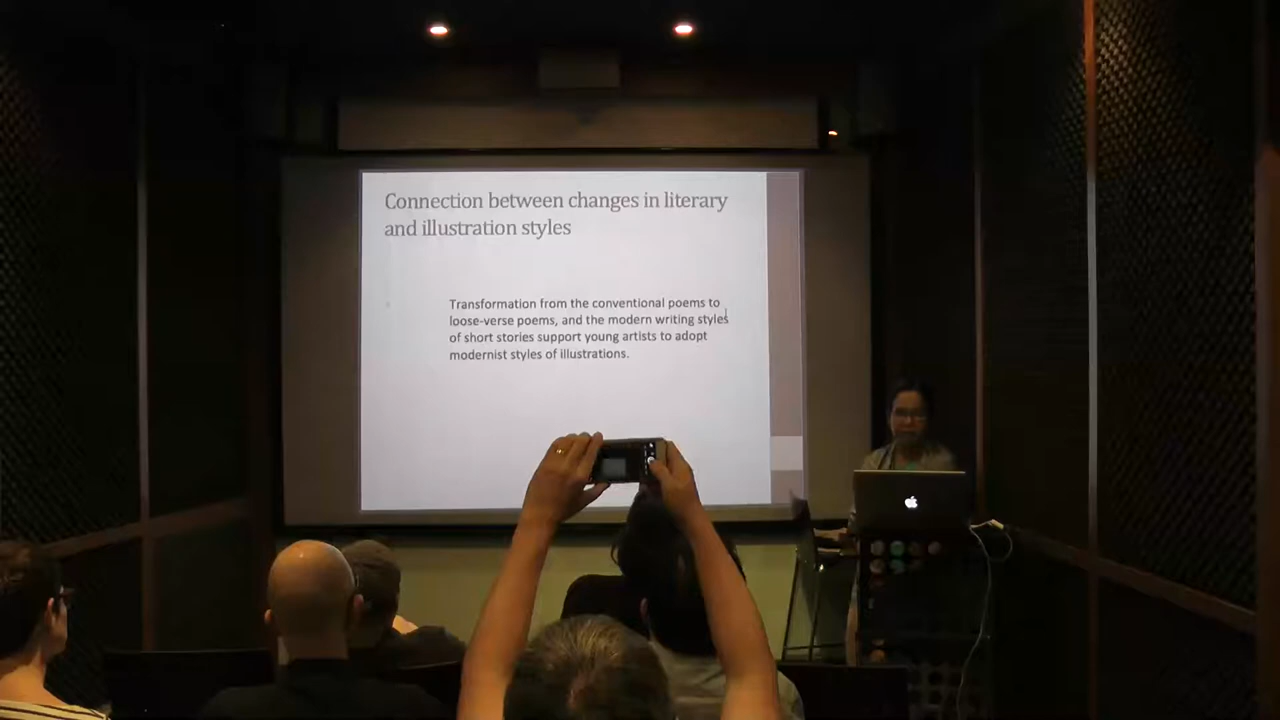 Connection between changes in literary
and illustration styles
Transformation from the conventional poems to
loose-verse poems, and the modern writing styles
of short stories support young artists to adopt
modernist styles of illustrations.